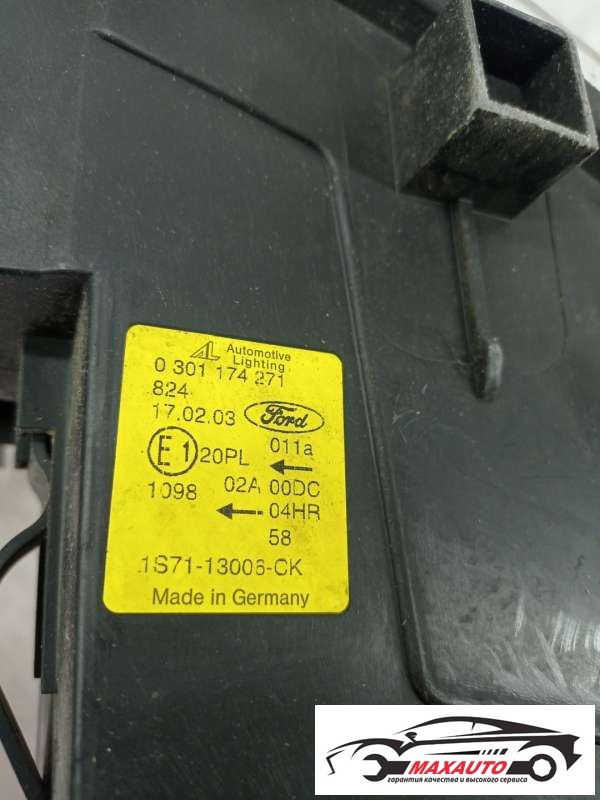 Automotive
Lighting
0 301 174 271
824
17.02.03 Ford
E1 20PL 011a
1098 02A 00DC
04HR
58
1S71-13006-CK
Made in Germany
MAXAUTO
гарантия качества и высокого сервиса